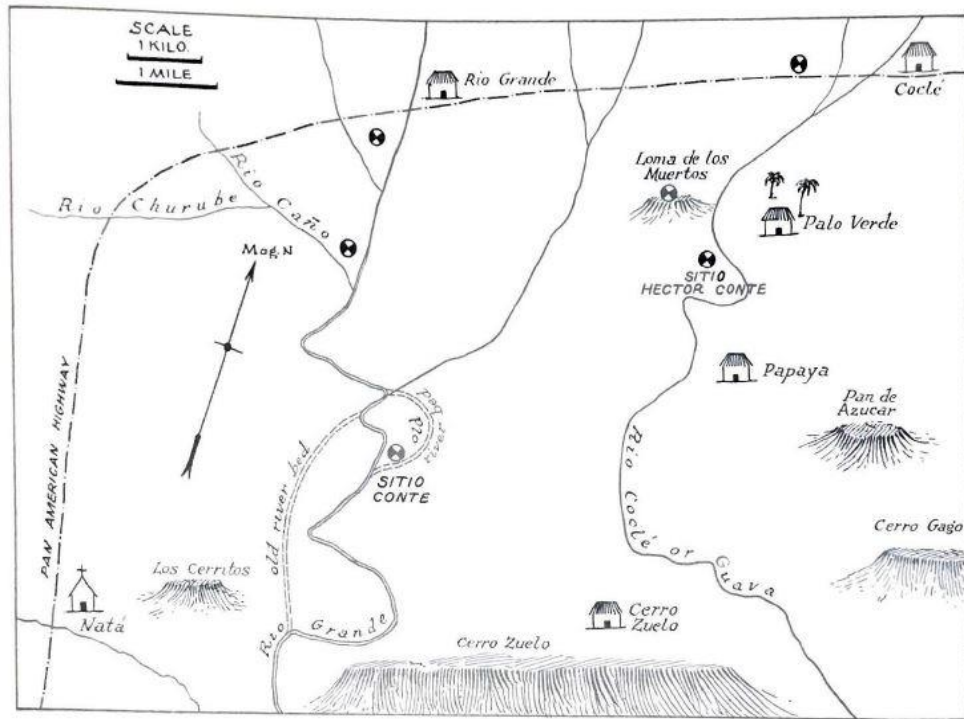 SCALE
1 KILO.
1 MILE
Rio Grande
Coclé
Loma de los
Muertos
Rio Caño
Rio Churube
Palo Verde
Mag. N
SITIO
HECTOR CONTE
PAN AMERICAN HIGHWAY
Papaya
old river bed
Pan de
Azucar
old river bed
SITIO
CONTE
Rio Coclé or Guava
Cerro Gago
Los Cerritos
Natá
Rio Grande
Cerro
Zuelo
Cerro Zuelo